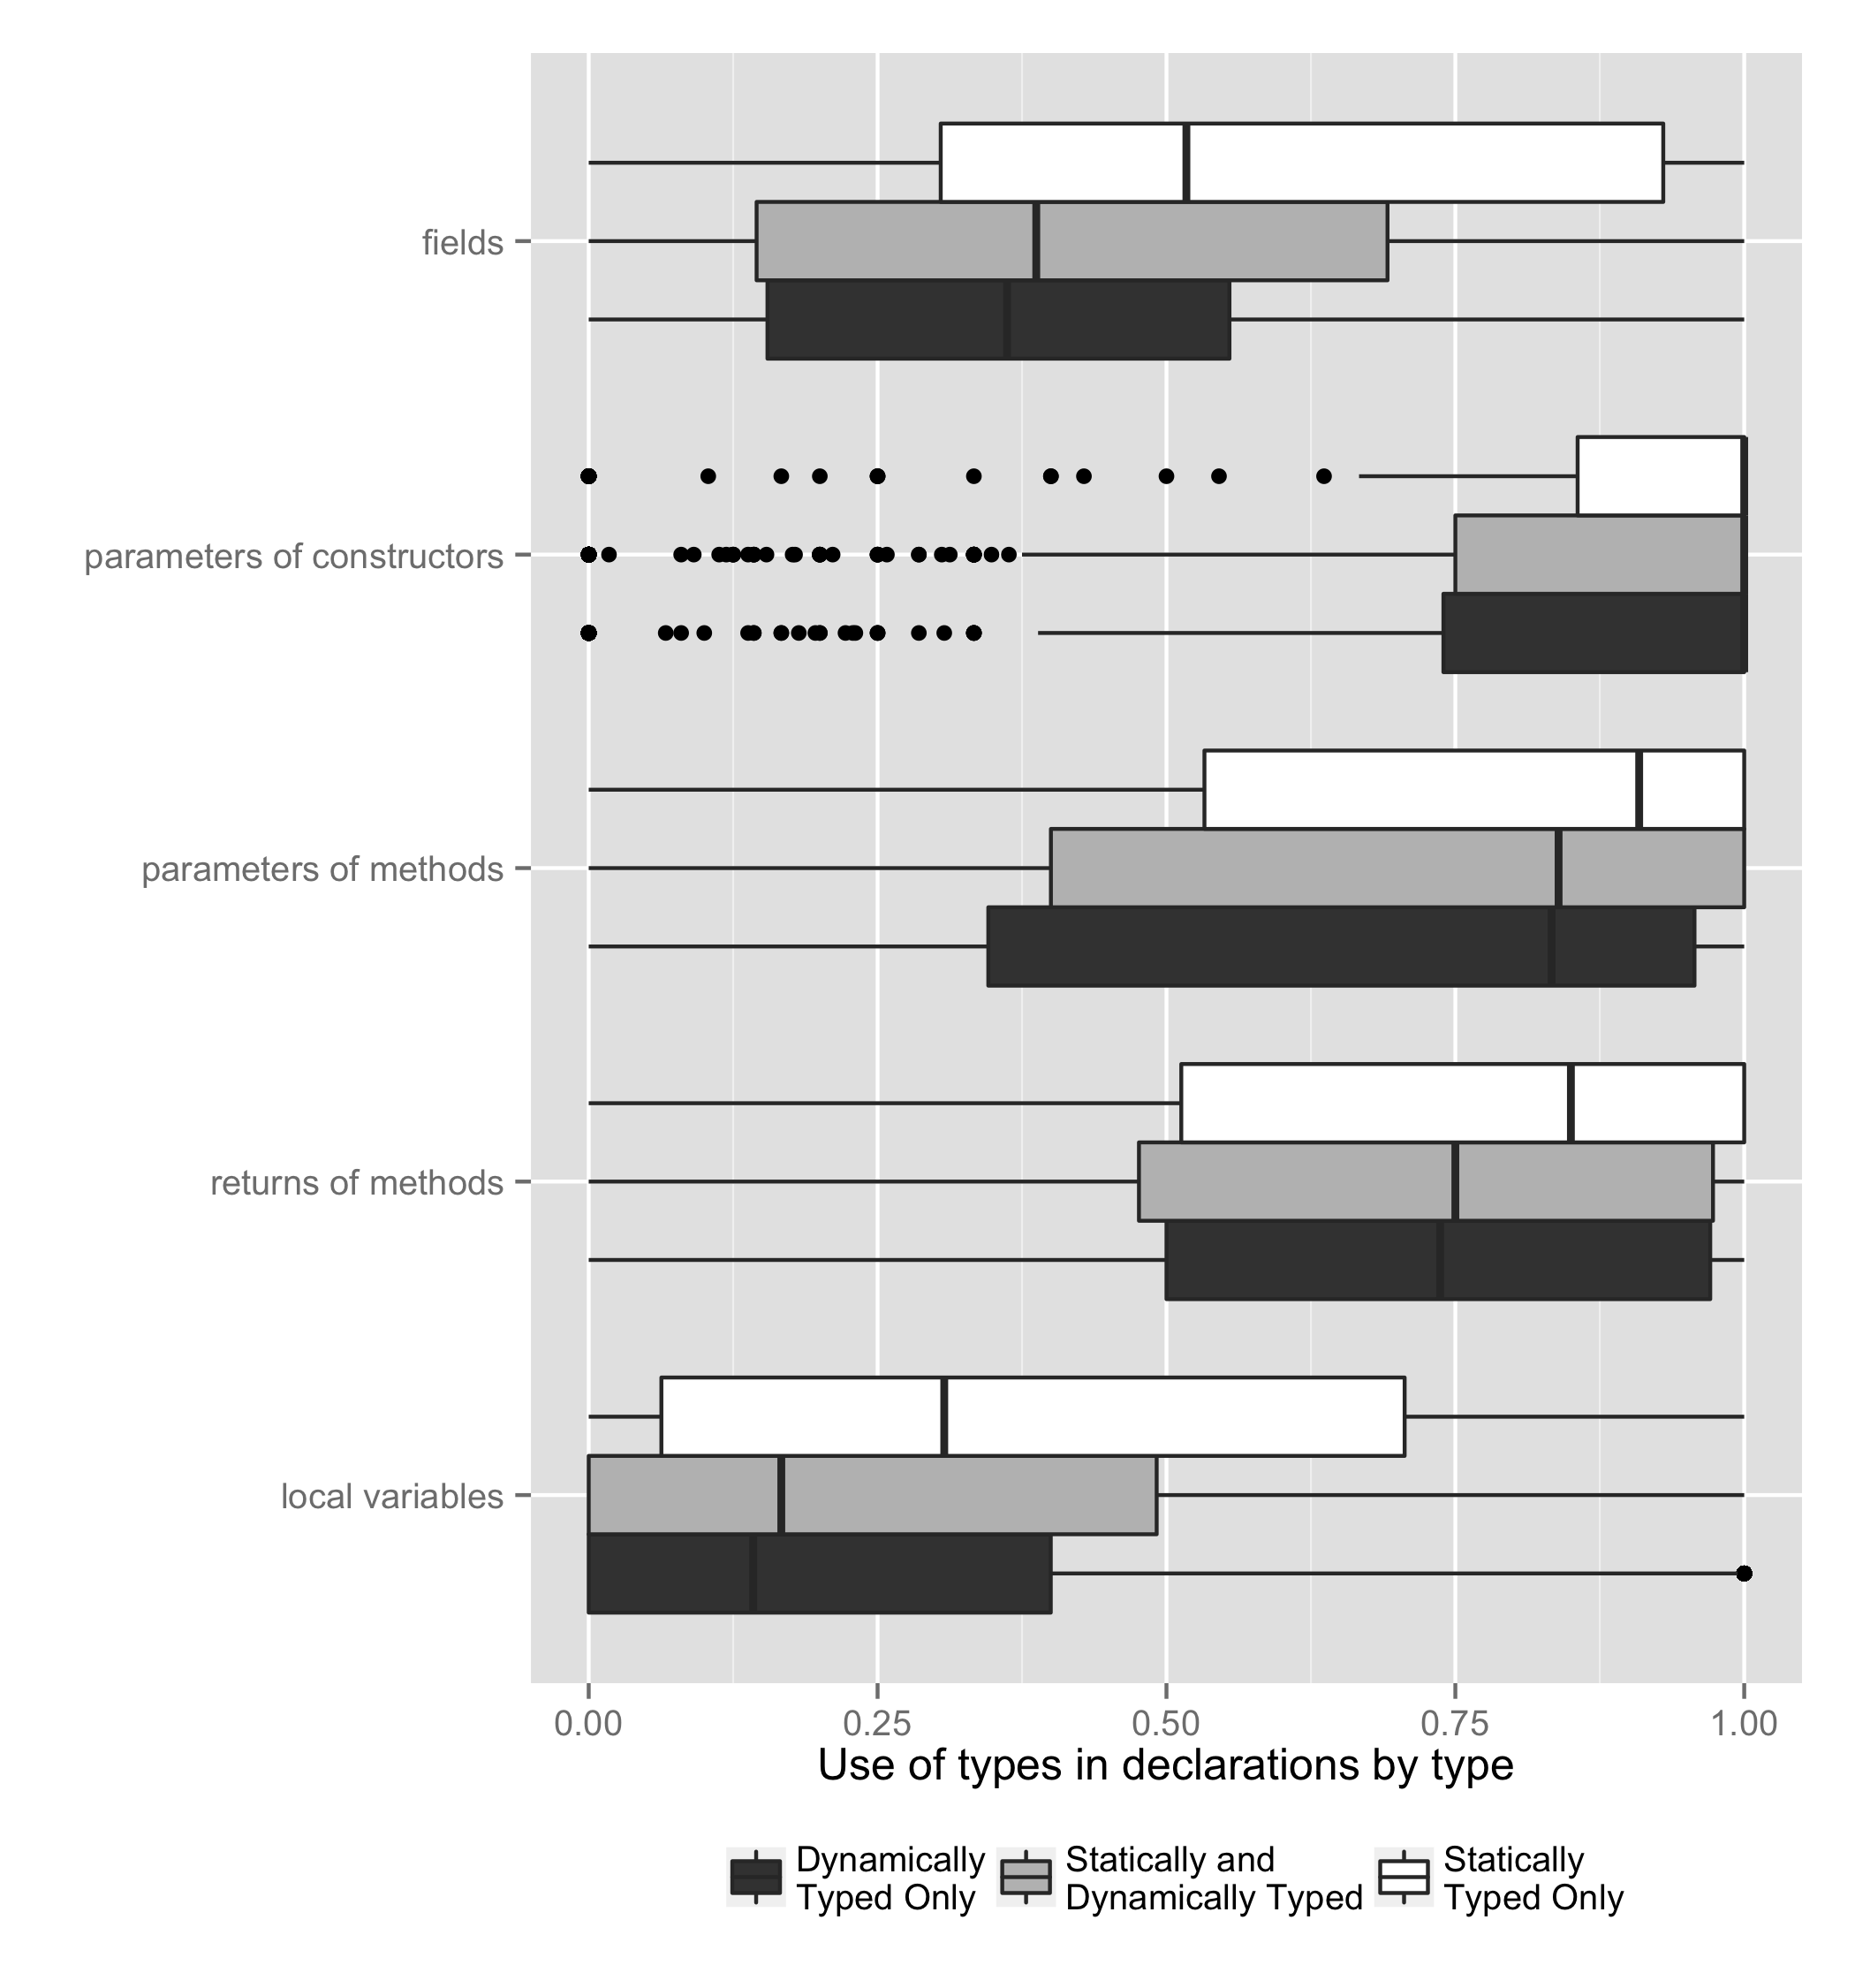 fields
parameters of constructors
parameters of methods
returns of methods
local variables
0.00 0.25 0.50 0.75 1.00
Use of types in declarations by type
Dynamically
Typed Only
Statically and
Dynamically Typed
Statically
Typed Only